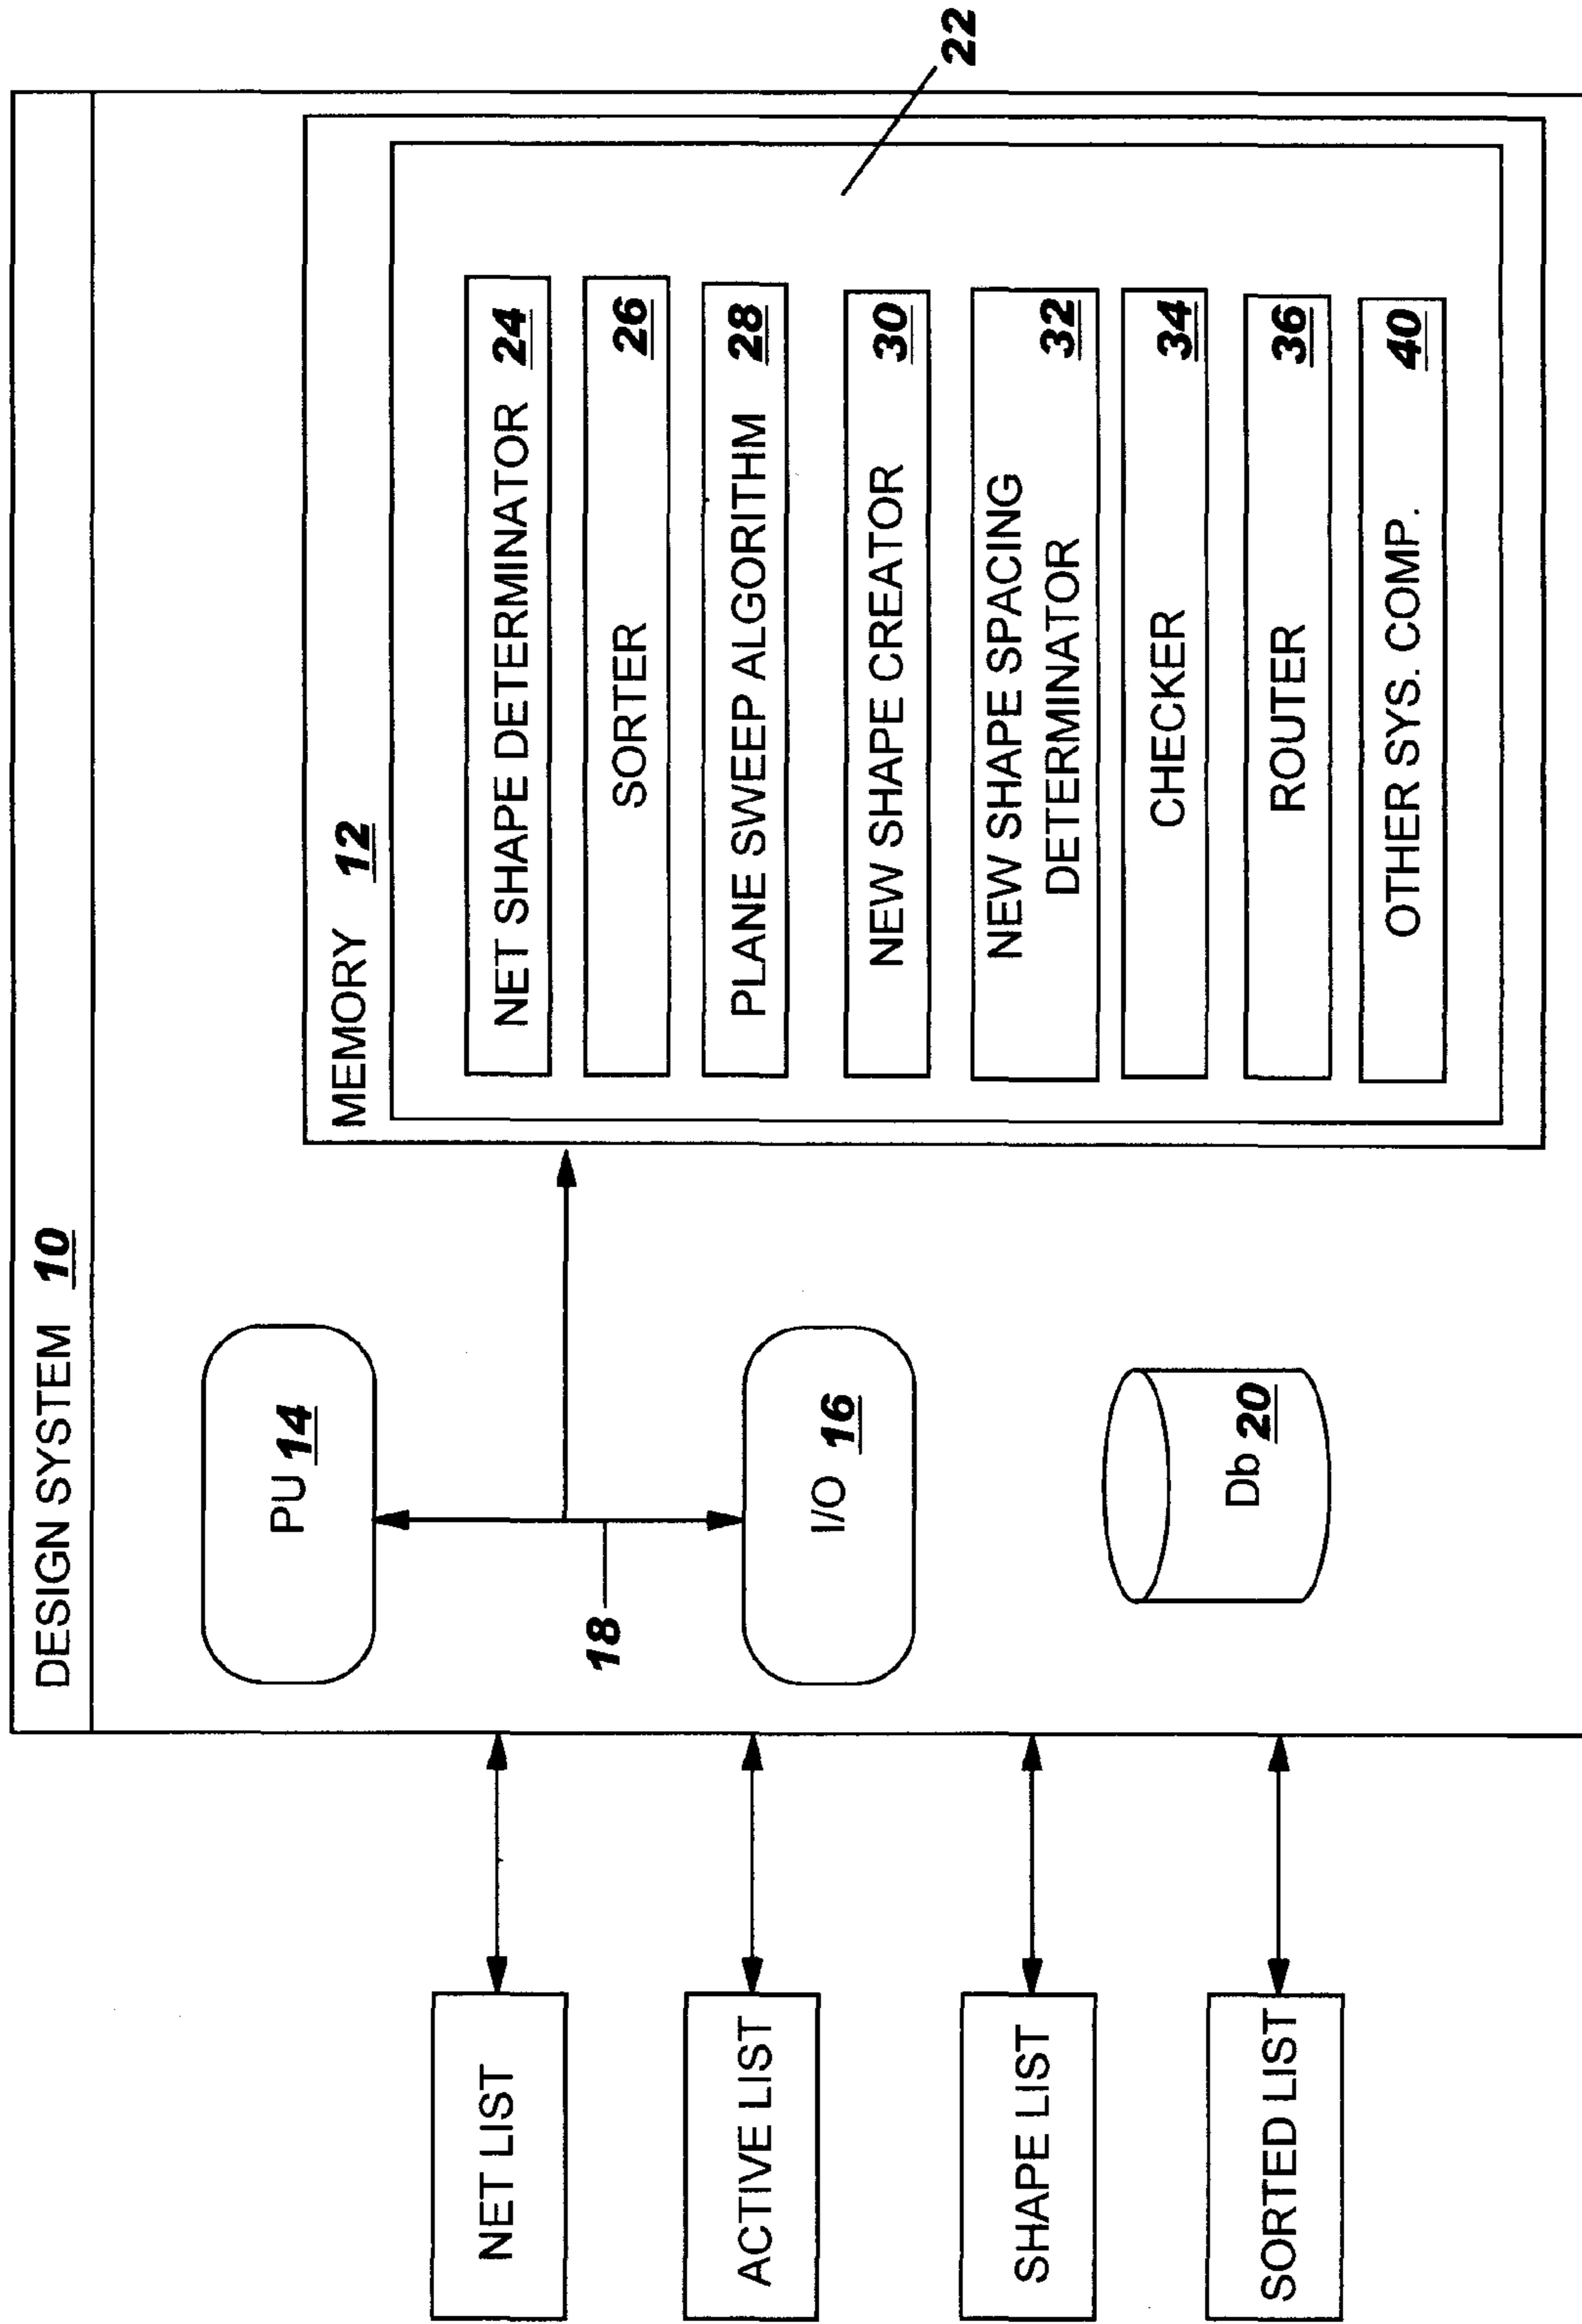 DESIGN SYSTEM 10
NET LIST
ACTIVE LIST
SHAPE LIST
SORTED LIST
PU 14
18
I/O 16
Db 20
MEMORY 12
NET SHAPE DETERMINATOR 24
SORTER 26
PLANE SWEEP ALGORITHM 28
NEW SHAPE CREATOR 30
NEW SHAPE SPACING
DETERMINATOR 32
CHECKER 34
ROUTER 36
OTHER SYS. COMP. 40
22